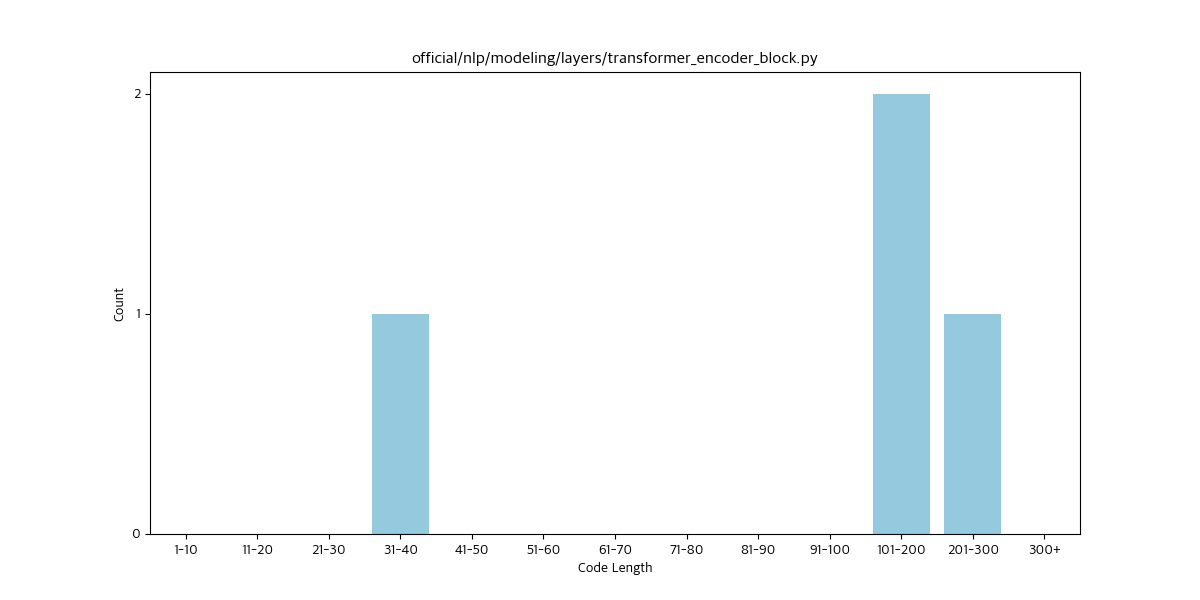 official/nlp/modeling/layers/transformer_encoder_block.py
2
1
0
Count
1-10 11-20 21-30 31-40 41-50 51-60 61-70 71-80 81-90 91-100 101-200 201-300 300+
Code Length